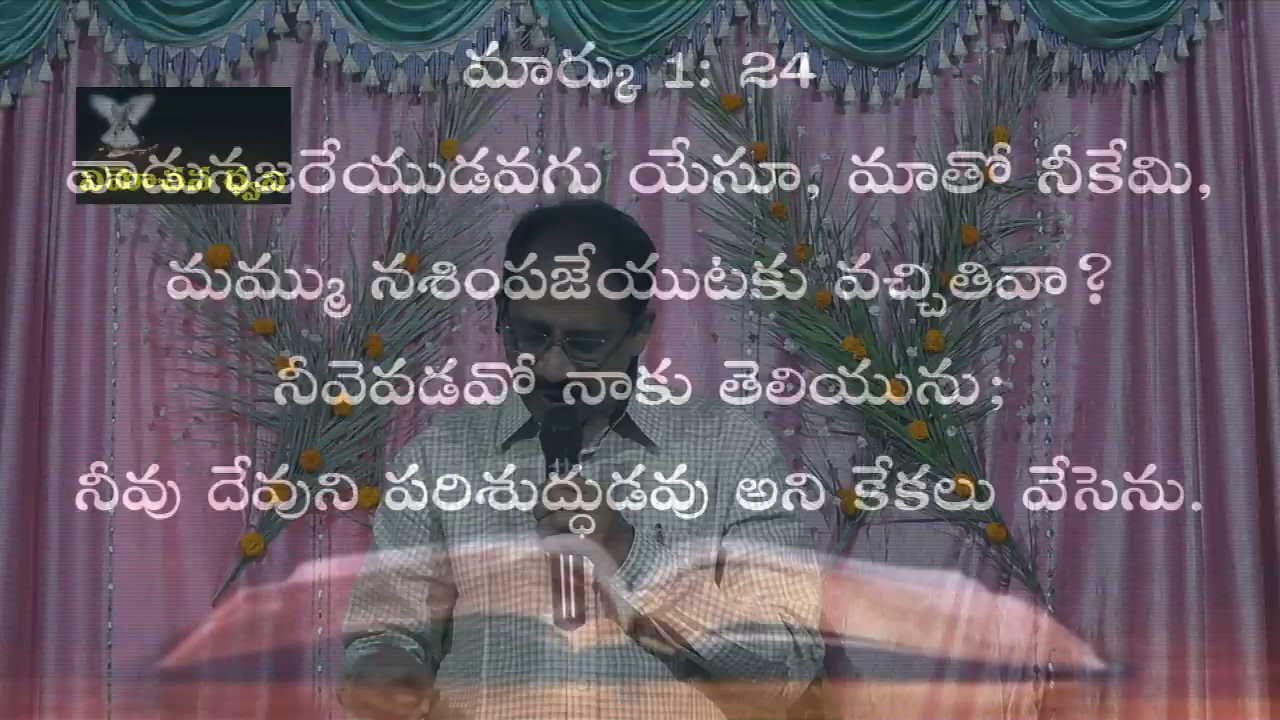 మార్కు 1: 24
యేసూ, మాతో నీకేమి,
మమ్ము నశింపజేయుటకు వచ్చితివా?
నీవెవడవో నాకు తెలియును;
నీవు దేవుని పరిశుద్ధుడవు అని కేకలు వేసెను.